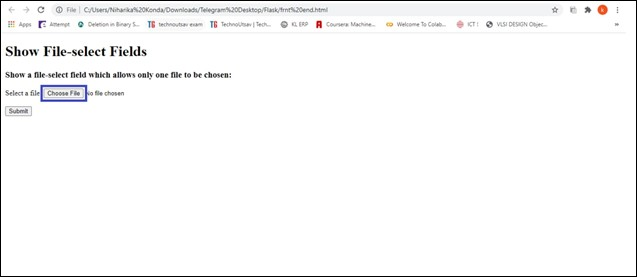 File | C:/Users/Niharika%20Konda/Downloads/Telegram%20Desktop/Flask/frnt%20end.html
k
Apps Attempt Deletion in Binary S... TG technoutsav exam TG TechnoUtsav | Tech... KL ERP Coursera: Machine... Welcome To Colab... ICT | VLSI DESIGN Objec...
Show File-select Fields
Show a file-select field which allows only one file to be chosen:
Select a file Choose File No file chosen
Submit